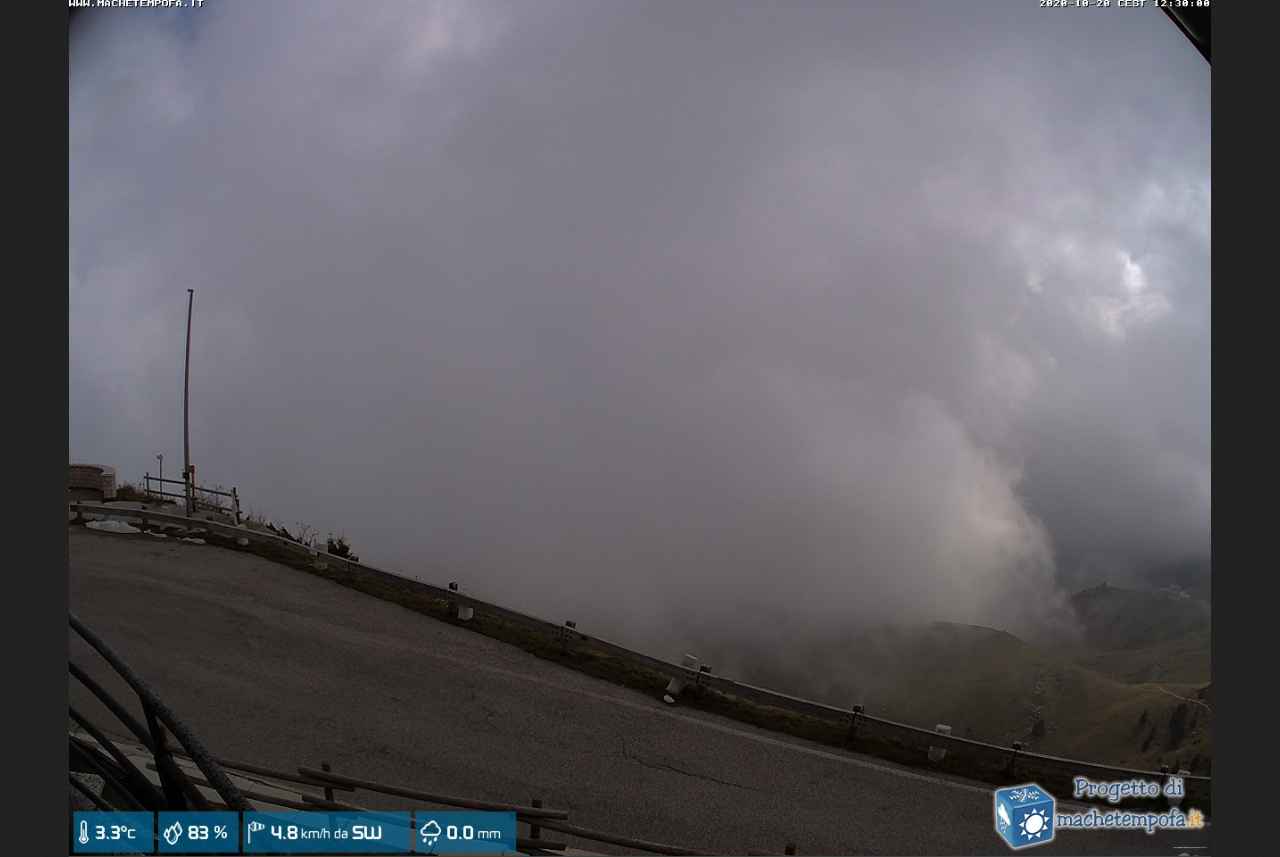 WWW.MACHETEMPOFA.IT
2020-10-20 CEST 12:30:00
Progetto di
machetempofa.it
3.3°C
83 %
4.8 km/h da SW
0.0 mm